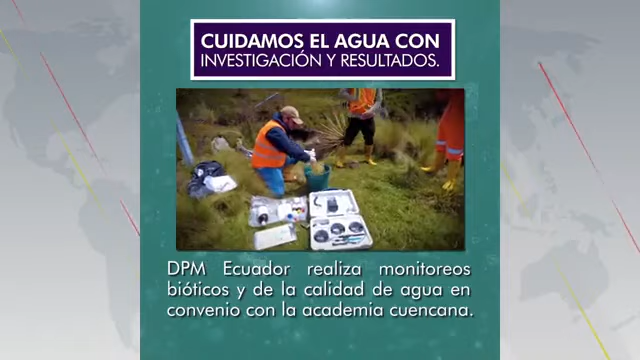 CUIDAMOS EL AGUA CON
INVESTIGACIÓN Y RESULTADOS.
DPM Ecuador realiza monitoreos
bióticos y de la calidad de agua en
convenio con la academia cuencana.